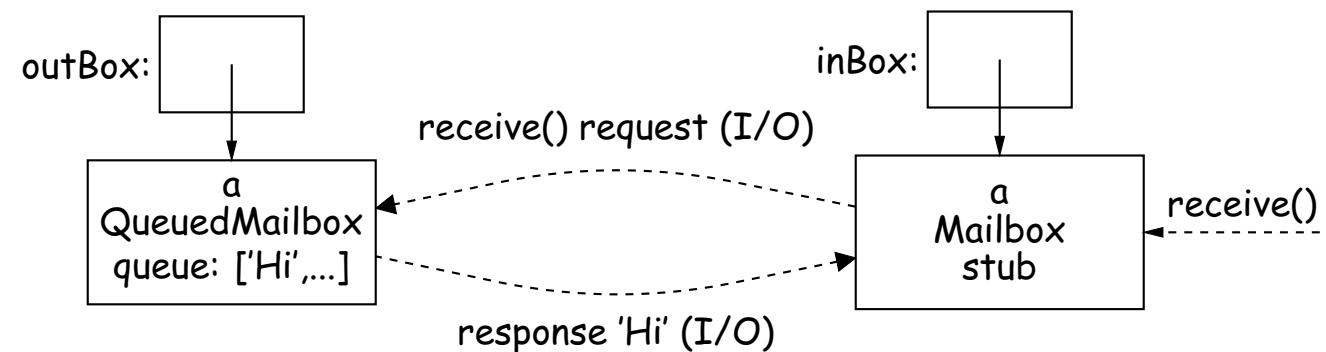 outBox:
inBox:
receive() request (I/O)
a
QueuedMailbox
queue: ['Hi',...]
a
Mailbox
stub
receive()
response 'Hi' (I/O)